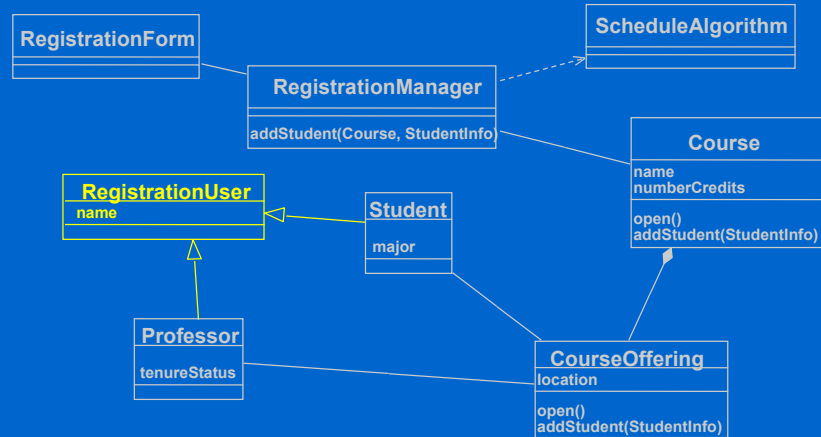 RegistrationForm
ScheduleAlgorithm
RegistrationManager
addStudent(Course, StudentInfo)
Course
name
numberCredits
open()
addStudent(StudentInfo)
RegistrationUser
name
Student
major
Professor
tenureStatus
CourseOffering
location
open()
addStudent(StudentInfo)